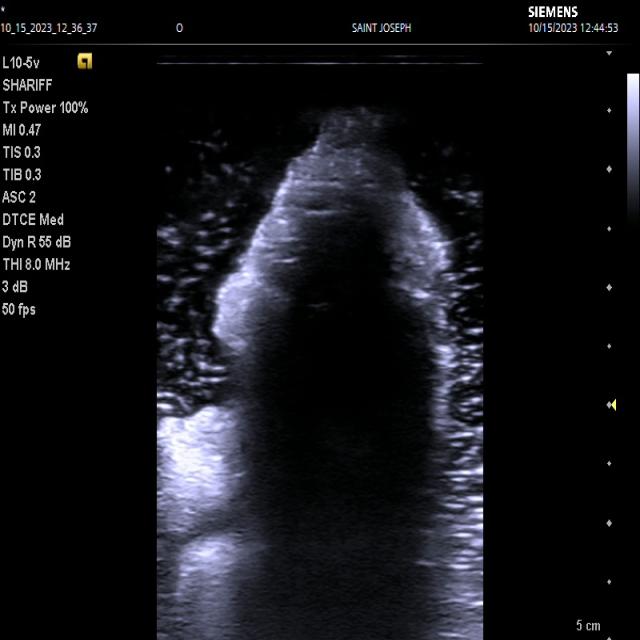 *
SIEMENS
10_15_2023_12_36_37 O SAINT JOSEPH 10/15/2023 12:44:53
L10-5v
SHARIFF
Tx Power 100%
MI 0.47
TIS 0.3
TIB 0.3
ASC 2
DTCE Med
Dyn R 55 dB
THI 8.0 MHz
3 dB
50 fps
5 cm